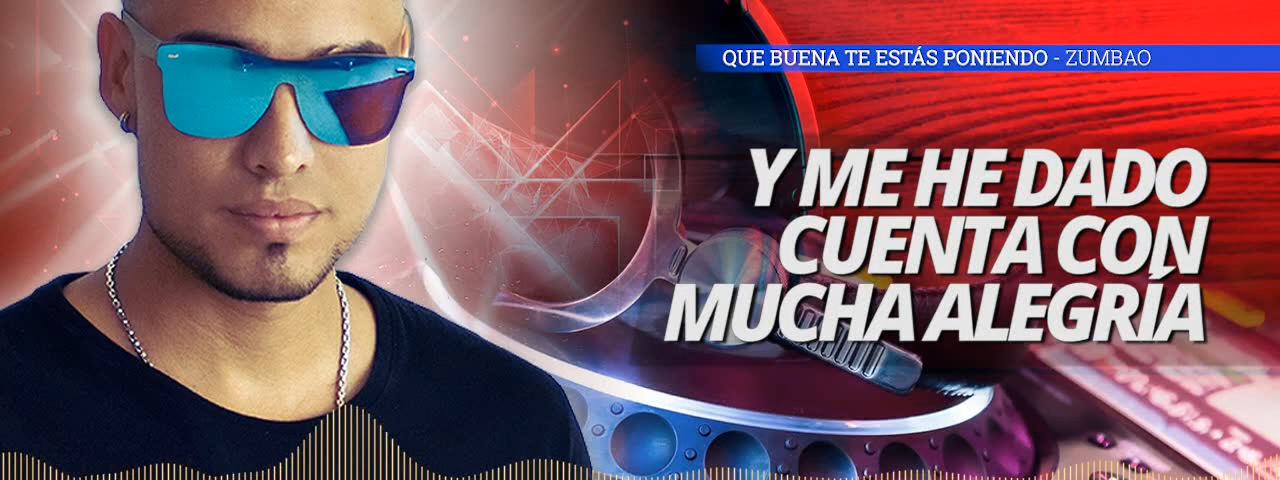 QUE BUENA TE ESTÁS PONIENDO - ZUMBAO
Y ME HE DADO
CUENTA CON
MUCHA ALEGRÍA